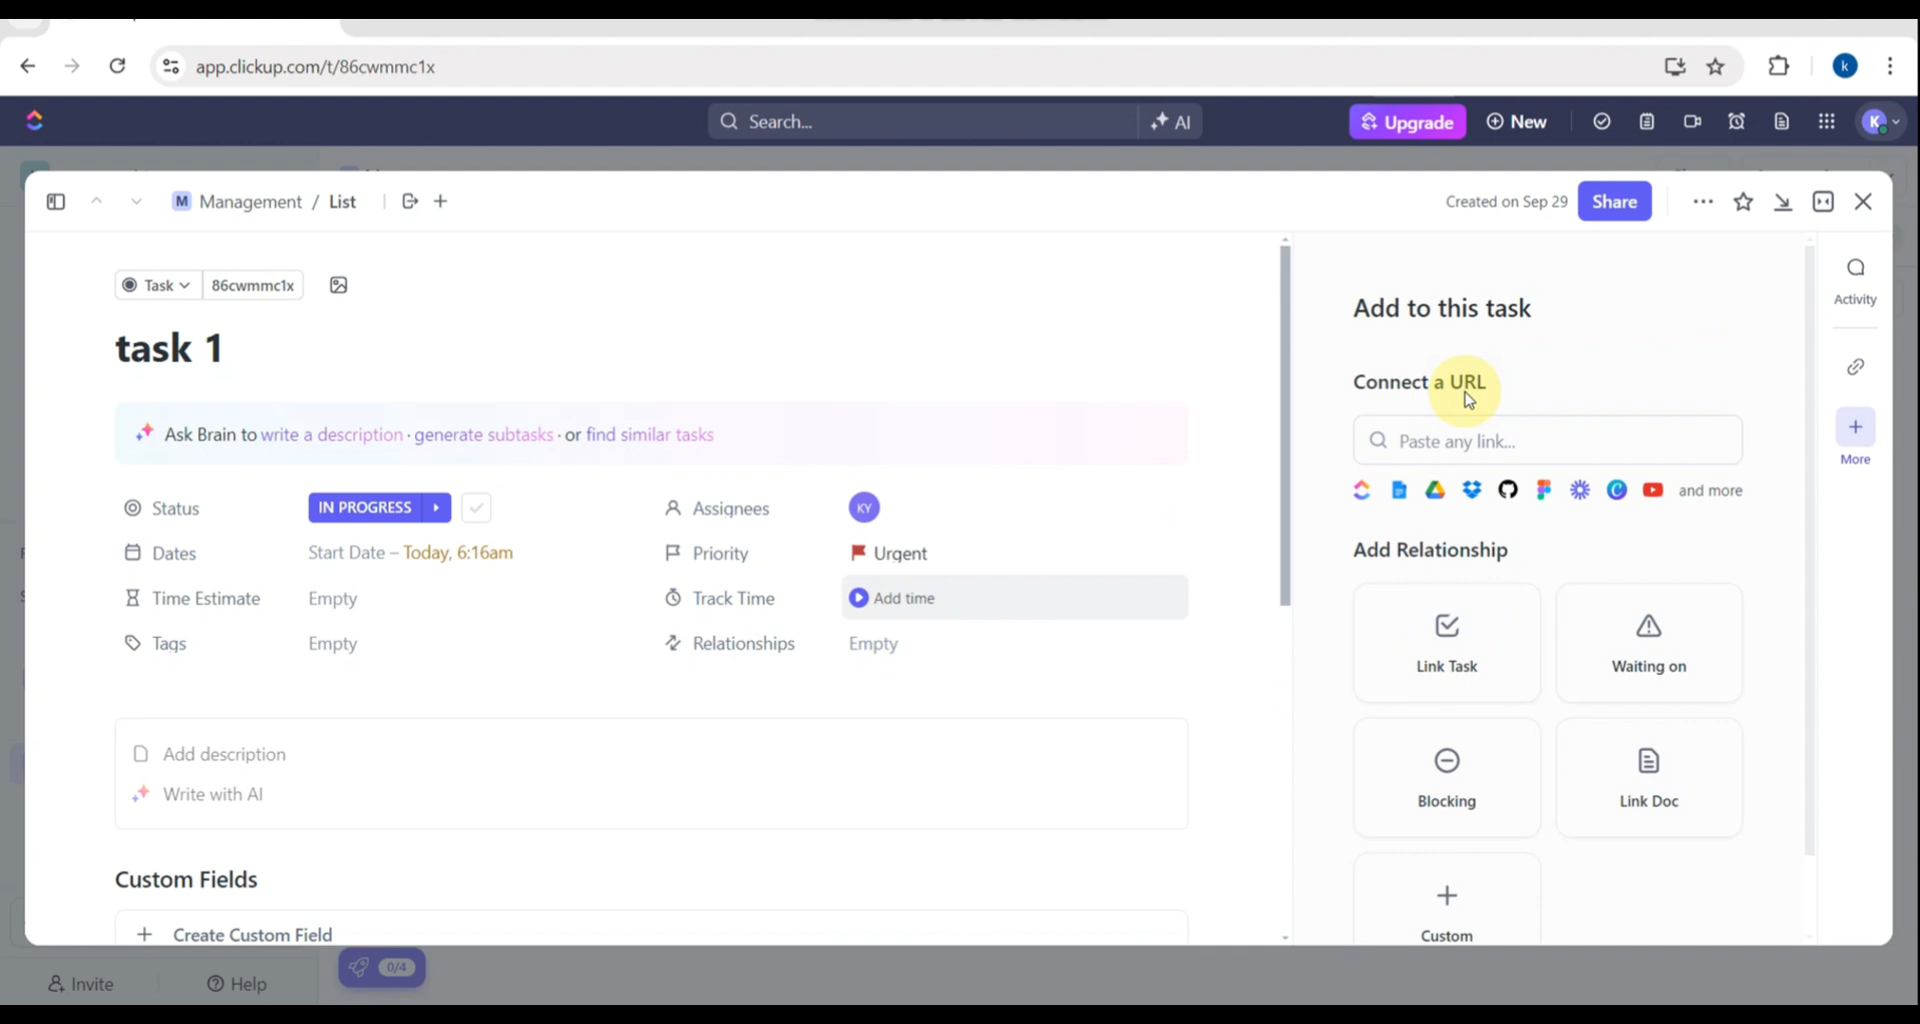 app.clickup.com/t/86cwmmc1x
k
Search...
AI
Upgrade
New
K
M Management / List
Created on Sep 29
Share
Task
86cwmmc1x
task 1
Ask Brain to write a description · generate subtasks · or find similar tasks
Status
IN PROGRESS
Assignees
KY
Dates
Start Date – Today, 6:16am
Priority
Urgent
Time Estimate
Empty
Track Time
Add time
Tags
Empty
Relationships
Empty
Add description
Write with AI
Custom Fields
Create Custom Field
Add to this task
Connect a URL
Paste any link...
and more
Add Relationship
Link Task
Waiting on
Blocking
Link Doc
Custom
Activity
More
Invite
Help
0/4